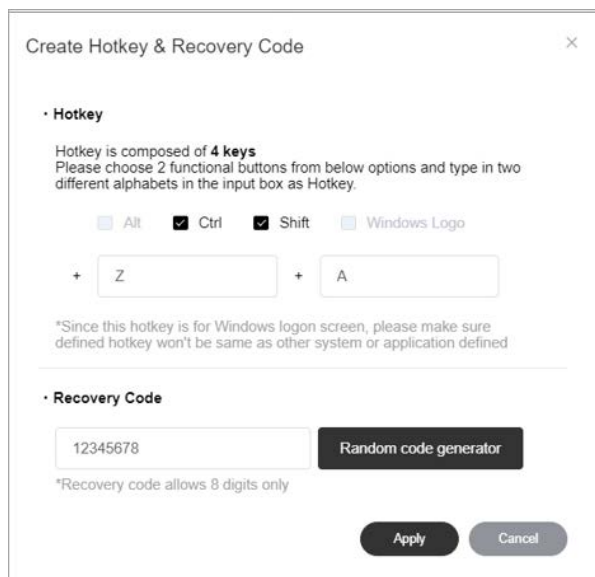 Create Hotkey & Recovery Code
×
· Hotkey
Hotkey is composed of 4 keys
Please choose 2 functional buttons from below options and type in two
different alphabets in the input box as Hotkey.
Alt Ctrl Shift Windows Logo
+ Z + A
*Since this hotkey is for Windows logon screen, please make sure
defined hotkey won't be same as other system or application defined
· Recovery Code
12345678 Random code generator
*Recovery code allows 8 digits only
Apply Cancel